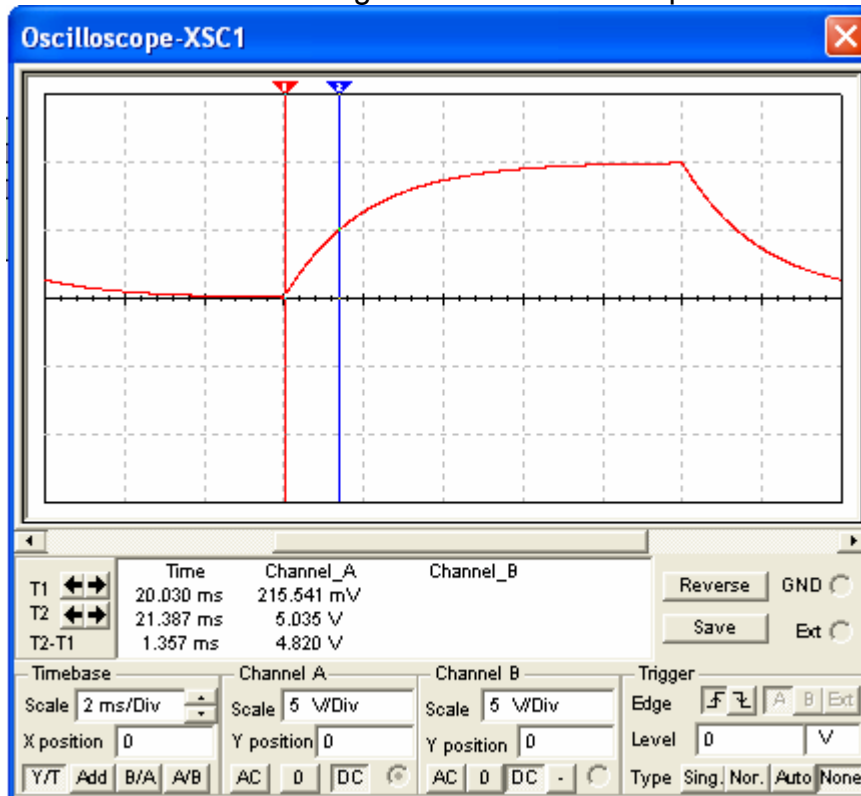 Oscilloscope-XSC1
1 2
Time Channel_A Channel_B
T1 20.030 ms 215.541 mV
T2 21.387 ms 5.035 V
T2-T1 1.357 ms 4.820 V
Reverse GND
Save Ext
Timebase
Scale 2 ms/Div
X position 0
Y/T Add B/A A/B
Channel A
Scale 5 V/Div
Y position 0
AC 0 DC
Channel B
Scale 5 V/Div
Y position 0
AC 0 DC -
Trigger
Edge A B Ext
Level 0 V
Type Sing. Nor. Auto None